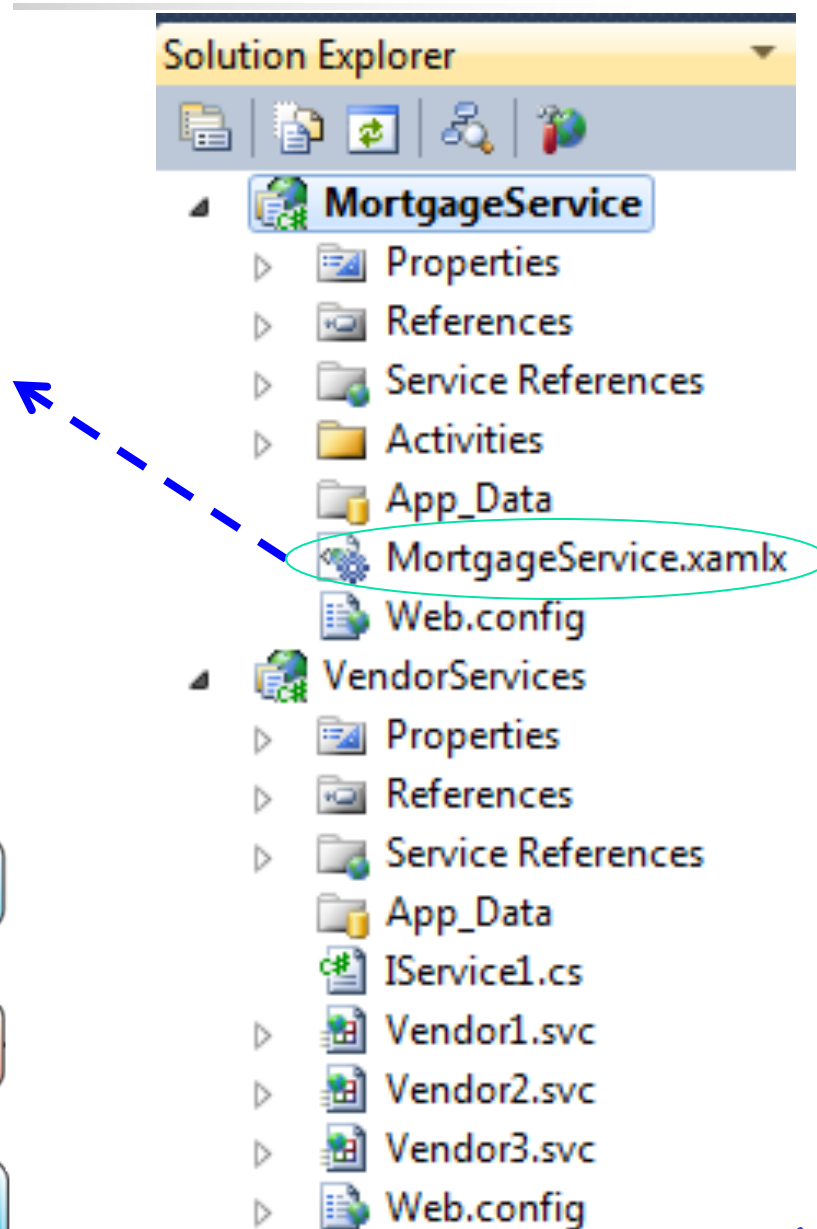 Solution Explorer
MortgageService
Properties
References
Service References
Activities
App_Data
MortgageService.xamlx
Web.config
VendorServices
Properties
References
Service References
App_Data
IService1.cs
Vendor1.svc
Vendor2.svc
Vendor3.svc
Web.config